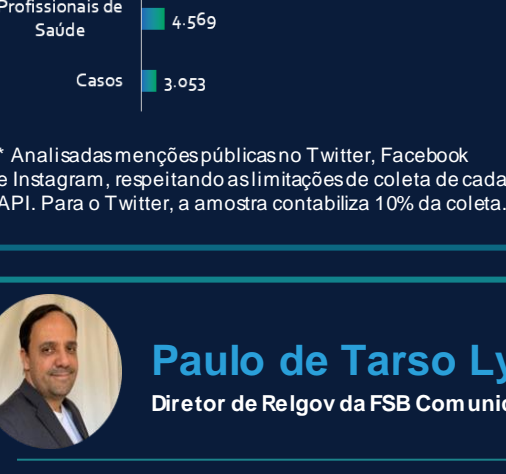 Profissionais de
Saúde
4.569
Casos
3.053
* Analisadas menções públicas no Twitter, Facebook
e Instagram, respeitando as limitações de coleta de cada
API. Para o Twitter, a amostra contabiliza 10% da coleta.
Paulo de Tarso Ly
Diretor de Relgov da FSB Comunic